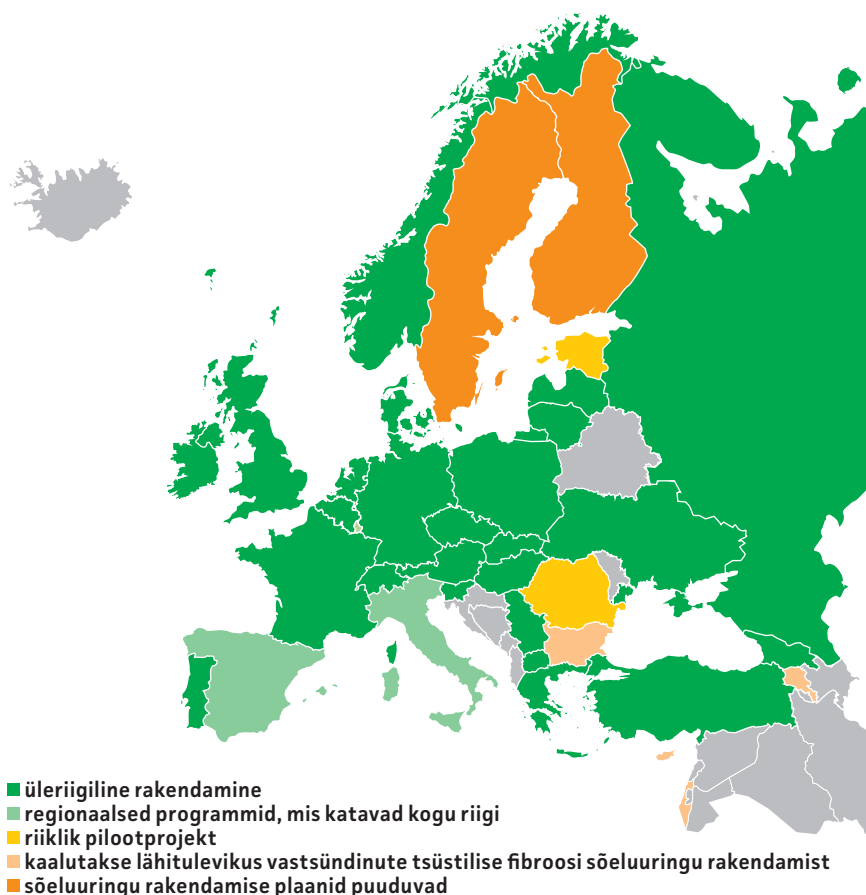 üleriigiline rakendamine
regionaalsed programmid, mis katavad kogu riigi
riiklik pilootprojekt
kaalutakse lähitulevikus vastsündinute tsüstilise fibroosi sõeluuringu rakendamist
sõeluuringu rakendamise plaanid puuduvad